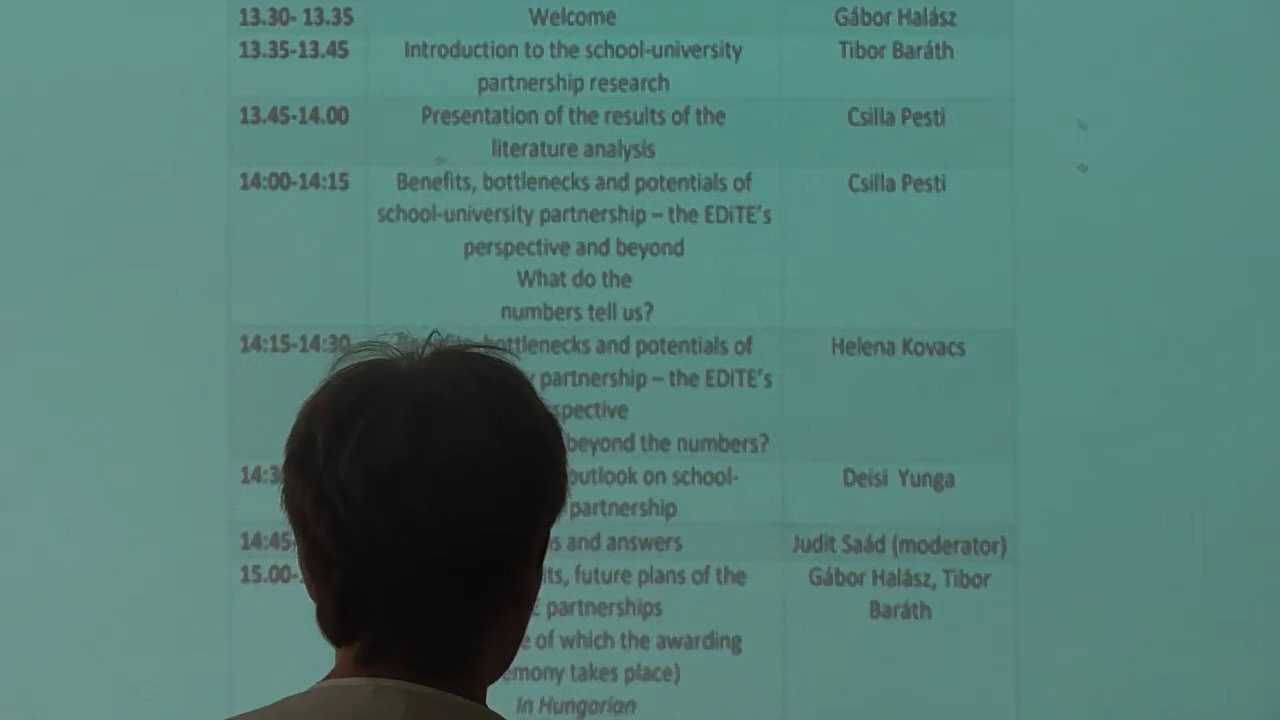 13.30- 13.35 Welcome Gábor Halász
13.35-13.45 Introduction to the school-university Tibor Baráth
partnership research
13.45-14.00 Presentation of the results of the Csilla Pesti
literature analysis
14:00-14:15 Benefits, bottlenecks and potentials of Csilla Pesti
school-university partnership – the EDiTE's
perspective and beyond
What do the
numbers tell us?
14:15-14:30 bottlenecks and potentials of Helena Kovacs
partnership – the EDiTE's
beyond the numbers?
outlook on school- Deisi Yunga
partnership
14:45 and answers Judit Saád (moderator)
15.00- future plans of the Gábor Halász, Tibor
partnerships Baráth
of which the awarding
takes place)
In Hungarian